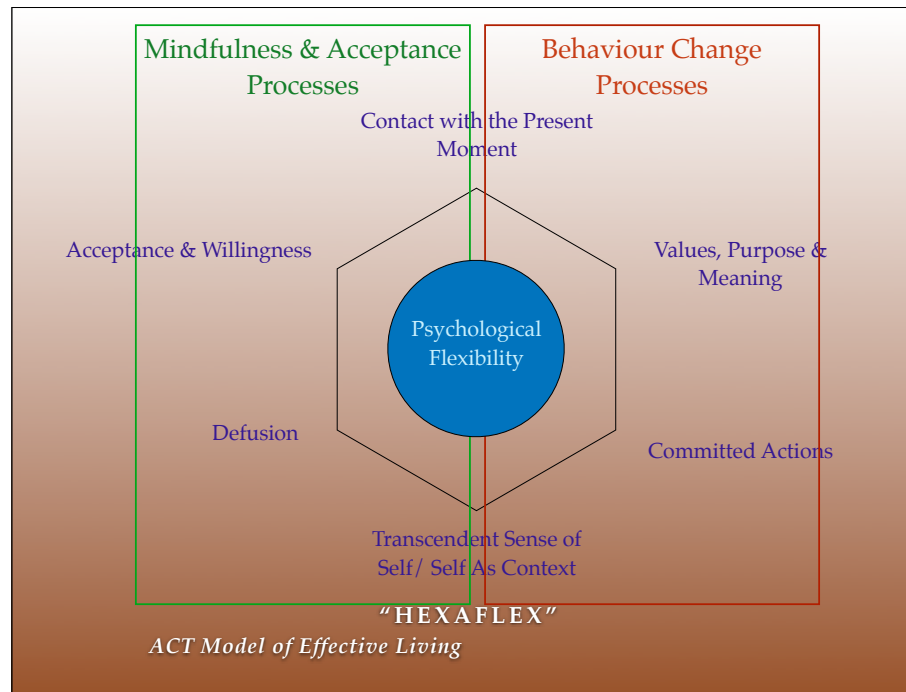 Mindfulness & Acceptance
Processes
Behaviour Change
Processes
Contact with the Present
Moment
Acceptance & Willingness
Values, Purpose &
Meaning
Psychological
Flexibility
Defusion
Committed Actions
Transcendent Sense of
Self/ Self As Context
“HEXAFLEX”
ACT Model of Effective Living